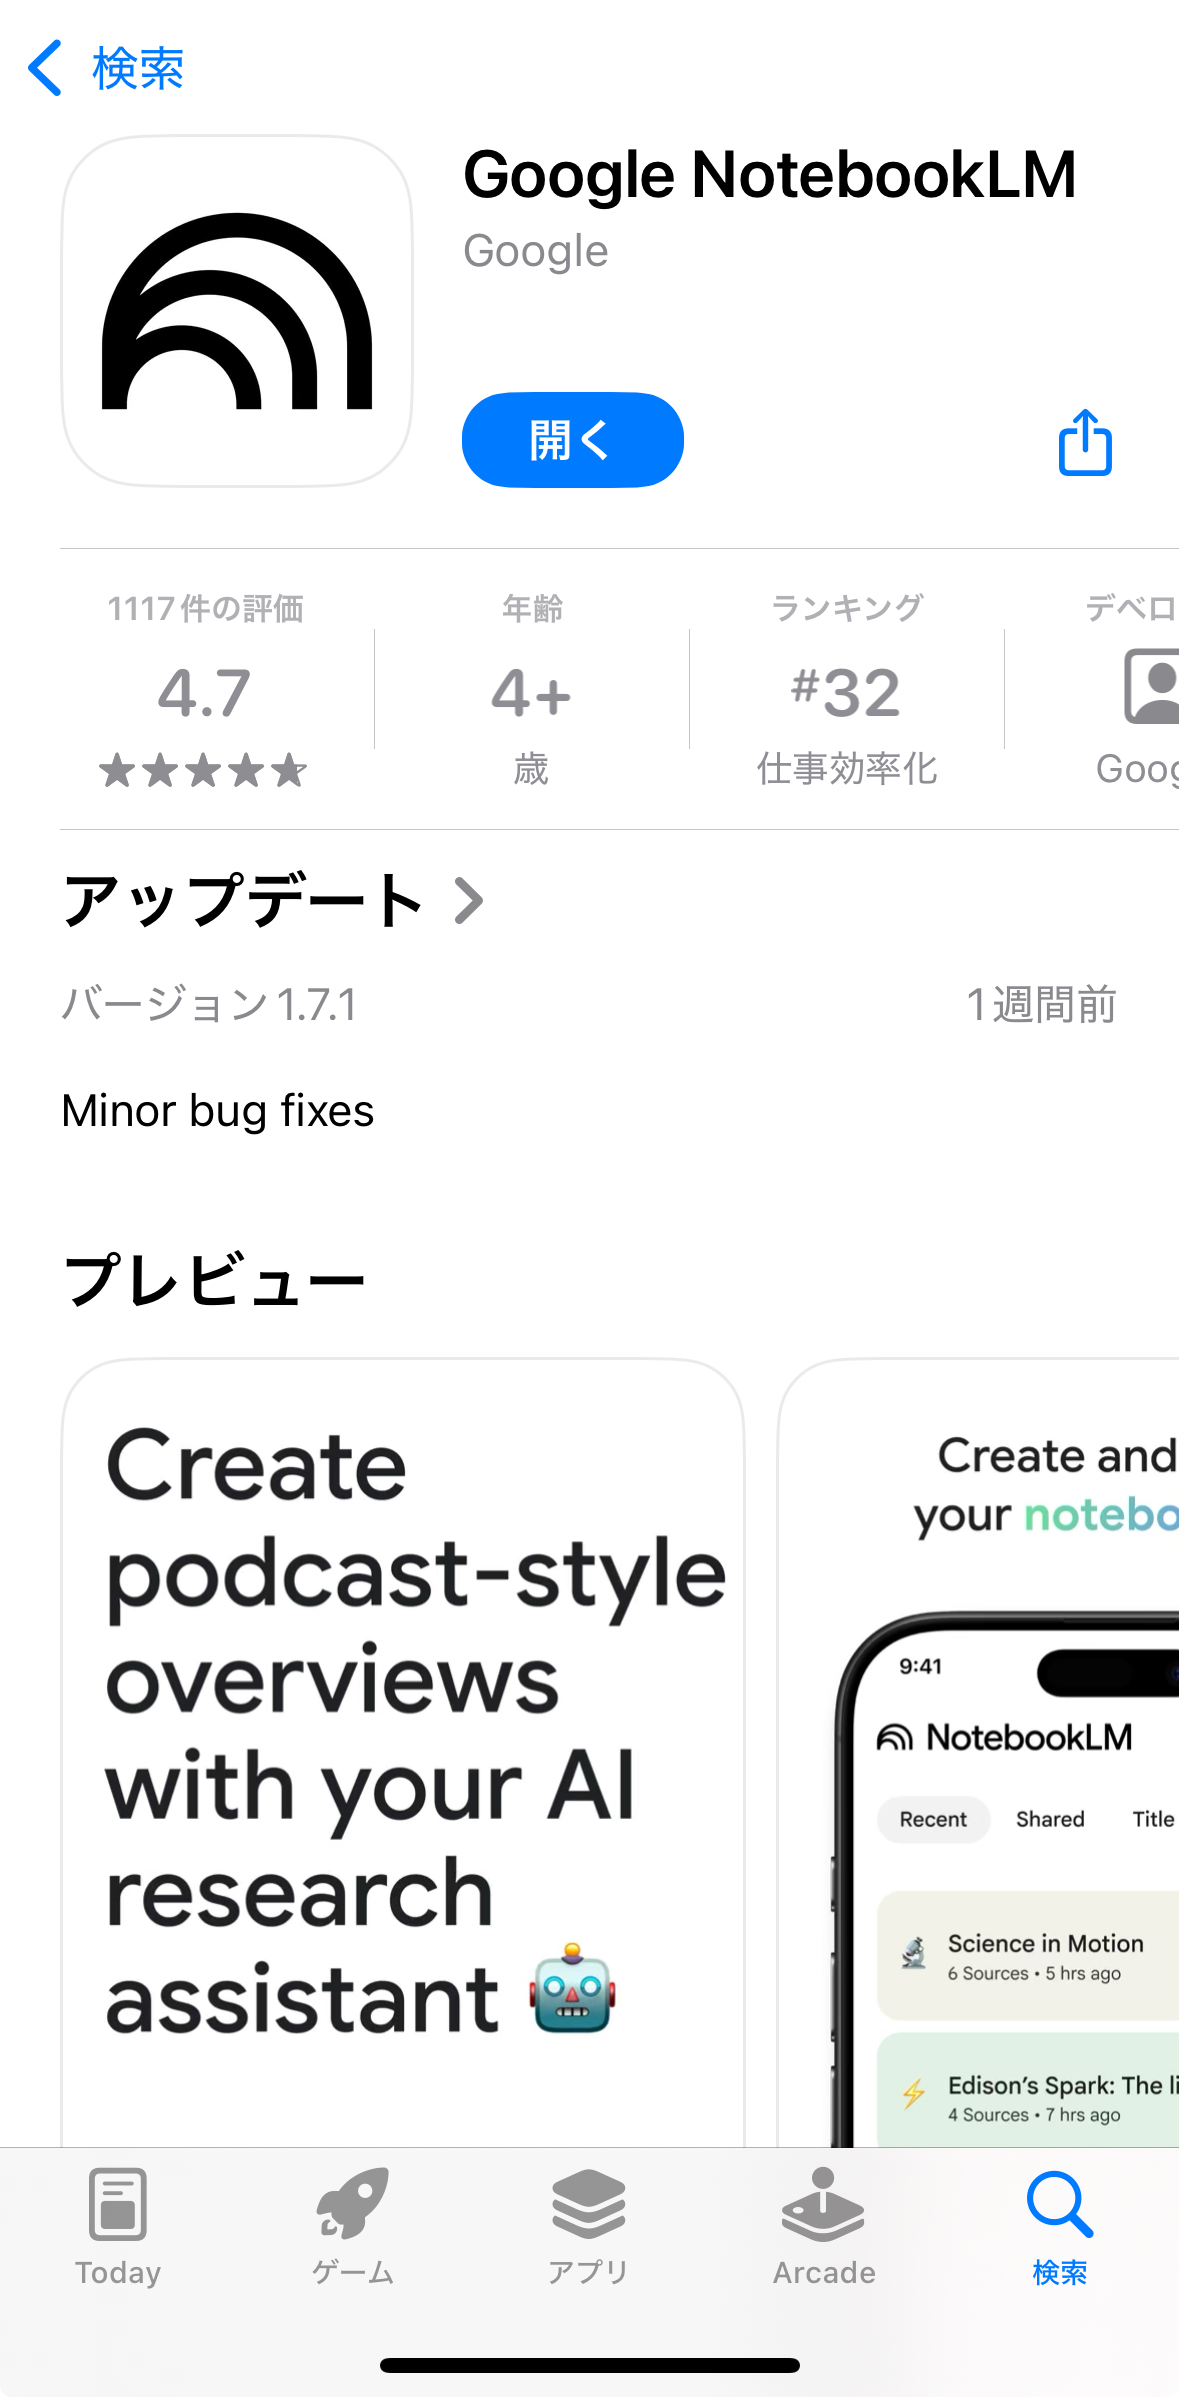 検索
Google NotebookLM
Google
開く
1117件の評価
4.7
年齢
4+
歳
ランキング
#32
仕事効率化
デベロ
Goog
アップデート
バージョン 1.7.1
1週間前
Minor bug fixes
プレビュー
Create
podcast-style
overviews
with your AI
research
assistant
Create and
your notebo
9:41
NotebookLM
Recent Shared Title
Science in Motion
6 Sources • 5 hrs ago
Edison's Spark: The li
4 Sources • 7 hrs ago
Today
ゲーム
アプリ
Arcade
検索